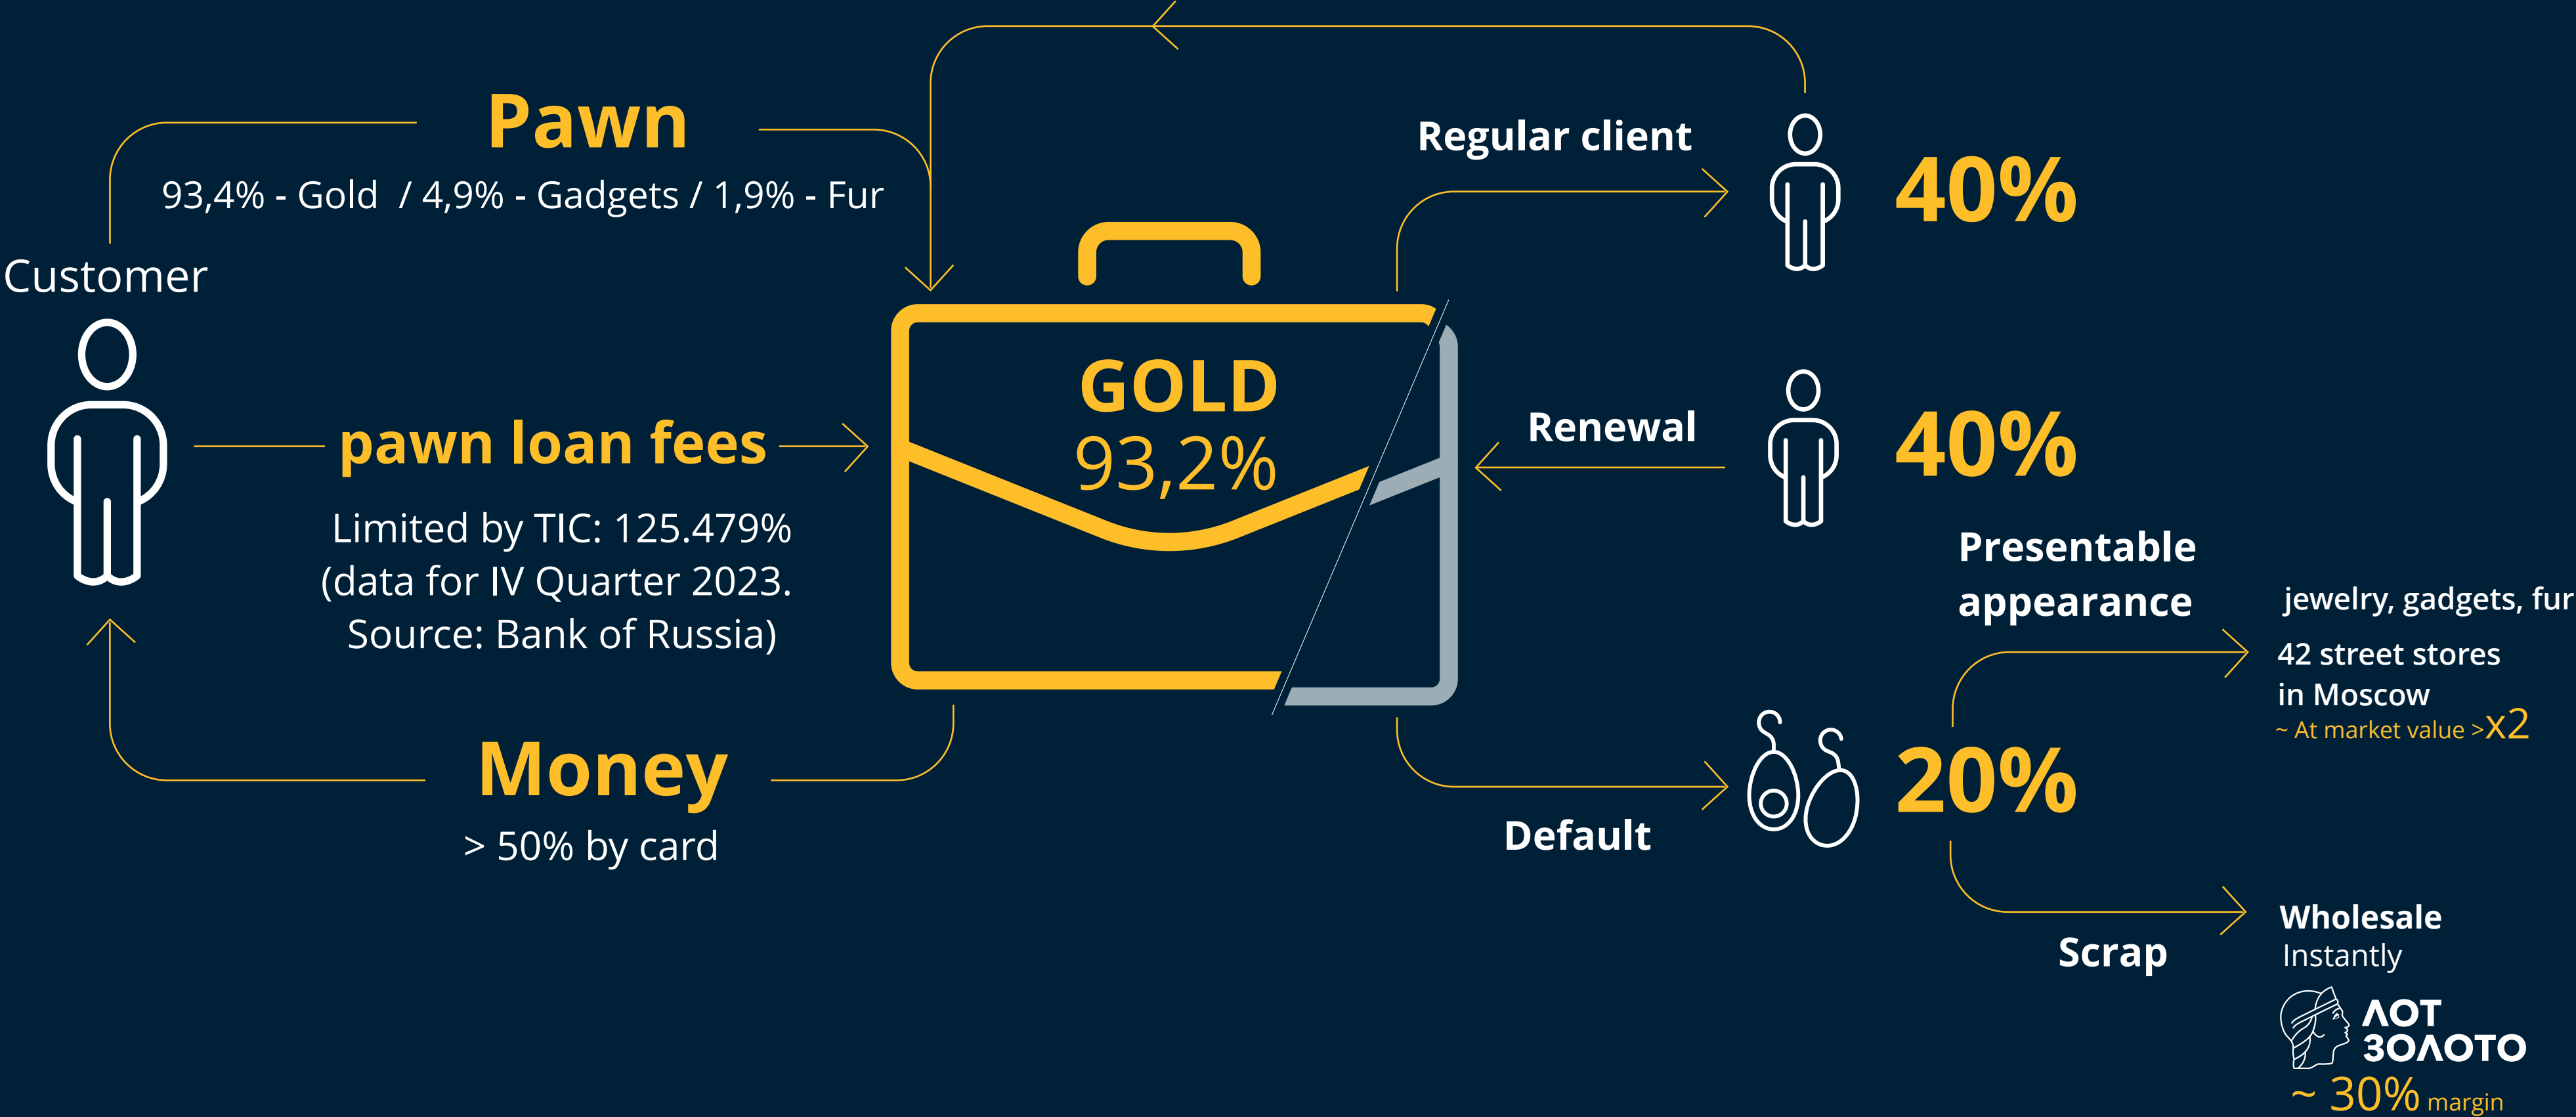 Pawn
93,4% - Gold / 4,9% - Gadgets / 1,9% - Fur
Customer
pawn loan fees
Limited by TIC: 125.479%
(data for IV Quarter 2023.
Source: Bank of Russia)
Money
> 50% by card
GOLD
93,2%
Regular client
40%
Renewal
40%
Presentable
appearance
jewelry, gadgets, fur
42 street stores
in Moscow
~ At market value >x2
20%
Default
Scrap
Wholesale
Instantly
ЛОТ
ЗОЛОТО
~ 30% margin